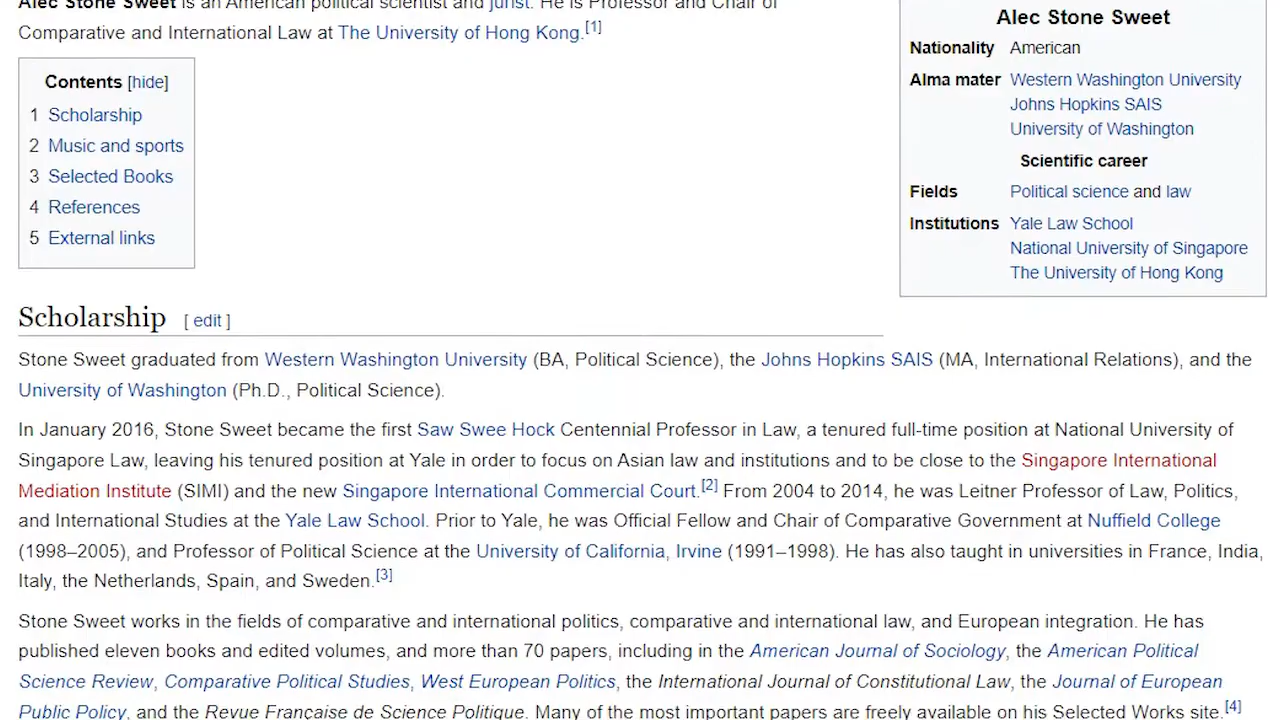 Alec Stone Sweet is an American political scientist and jurist. He is Professor and Chair of
Comparative and International Law at The University of Hong Kong.[1]
Contents [hide]
1 Scholarship
2 Music and sports
3 Selected Books
4 References
5 External links
Alec Stone Sweet
Nationality American
Alma mater Western Washington University
Johns Hopkins SAIS
University of Washington
Scientific career
Fields Political science and law
Institutions Yale Law School
National University of Singapore
The University of Hong Kong
Scholarship [ edit ]
Stone Sweet graduated from Western Washington University (BA, Political Science), the Johns Hopkins SAIS (MA, International Relations), and the
University of Washington (Ph.D., Political Science).
In January 2016, Stone Sweet became the first Saw Swee Hock Centennial Professor in Law, a tenured full-time position at National University of
Singapore Law, leaving his tenured position at Yale in order to focus on Asian law and institutions and to be close to the Singapore International
Mediation Institute (SIMI) and the new Singapore International Commercial Court.[2] From 2004 to 2014, he was Leitner Professor of Law, Politics,
and International Studies at the Yale Law School. Prior to Yale, he was Official Fellow and Chair of Comparative Government at Nuffield College
(1998–2005), and Professor of Political Science at the University of California, Irvine (1991–1998). He has also taught in universities in France, India,
Italy, the Netherlands, Spain, and Sweden.[3]
Stone Sweet works in the fields of comparative and international politics, comparative and international law, and European integration. He has
published eleven books and edited volumes, and more than 70 papers, including in the American Journal of Sociology, the American Political
Science Review, Comparative Political Studies, West European Politics, the International Journal of Constitutional Law, the Journal of European
Public Policy, and the Revue Française de Science Politique. Many of the most important papers are freely available on his Selected Works site.[4]